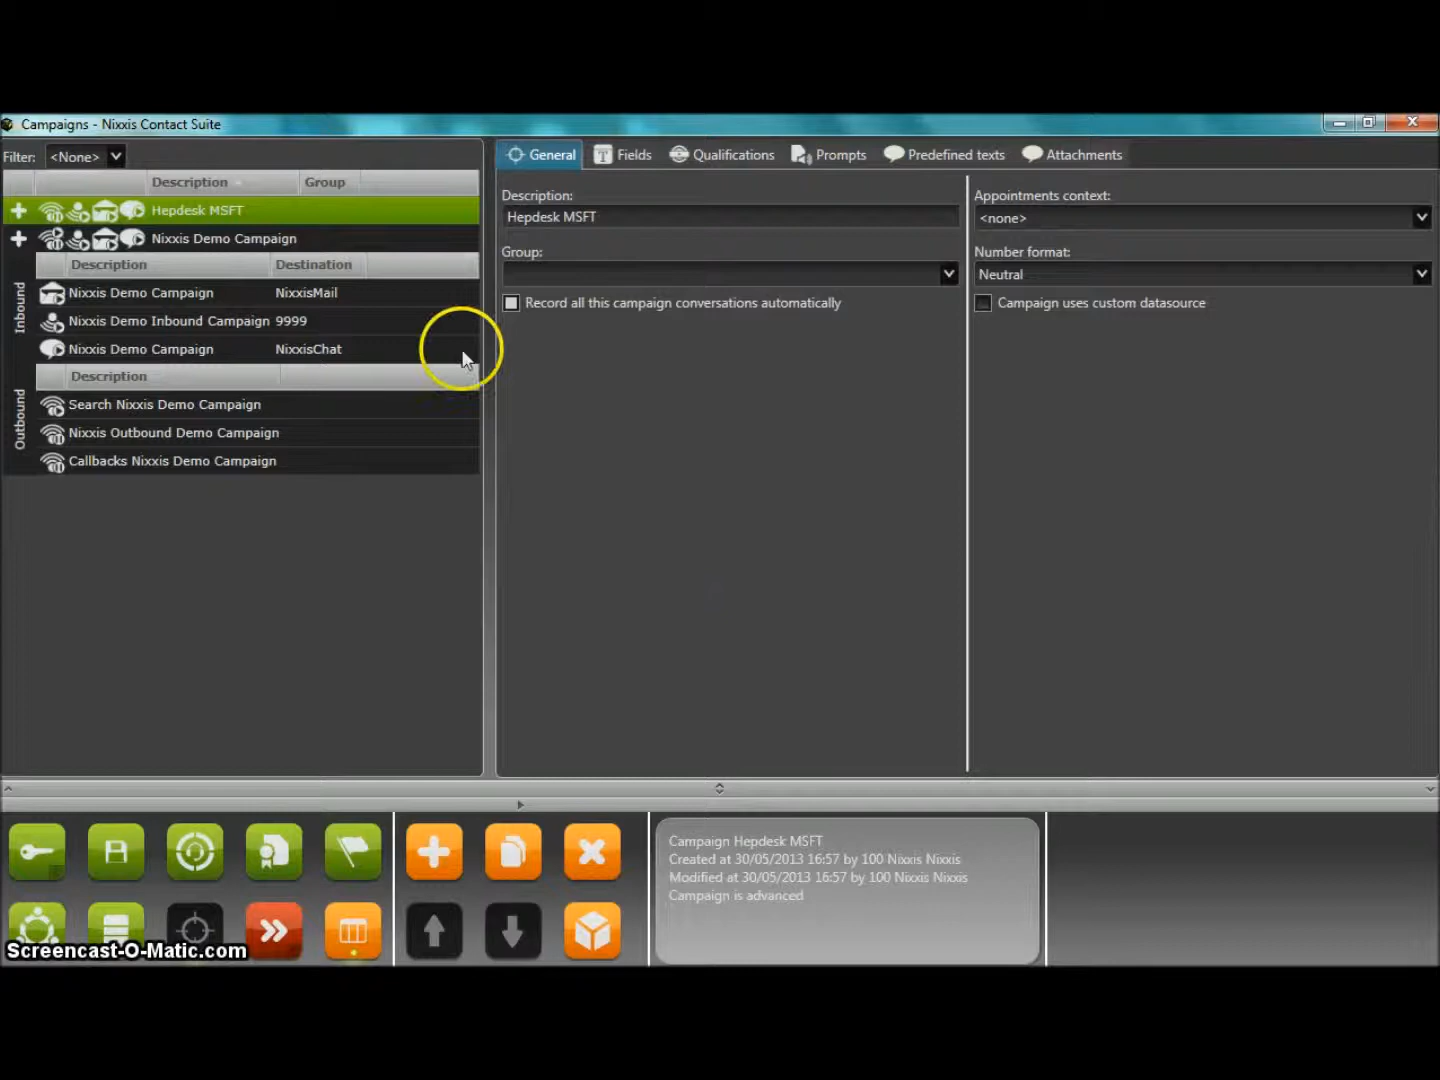 Campaigns - Nixxis Contact Suite
Filter: <None>
Description Group
Hepdesk MSFT
Nixxis Demo Campaign
Inbound
Description Destination
Nixxis Demo Campaign NixxisMail
Nixxis Demo Inbound Campaign 9999
Nixxis Demo Campaign NixxisChat
Outbound
Description
Search Nixxis Demo Campaign
Nixxis Outbound Demo Campaign
Callbacks Nixxis Demo Campaign
General Fields Qualifications Prompts Predefined texts Attachments
Description:
Hepdesk MSFT
Group:
Record all this campaign conversations automatically
Appointments context:
<none>
Number format:
Neutral
Campaign uses custom datasource
Campaign Hepdesk MSFT
Created at 30/05/2013 16:57 by 100 Nixxis Nixxis
Modified at 30/05/2013 16:57 by 100 Nixxis Nixxis
Campaign is advanced
Screencast-O-Matic.com